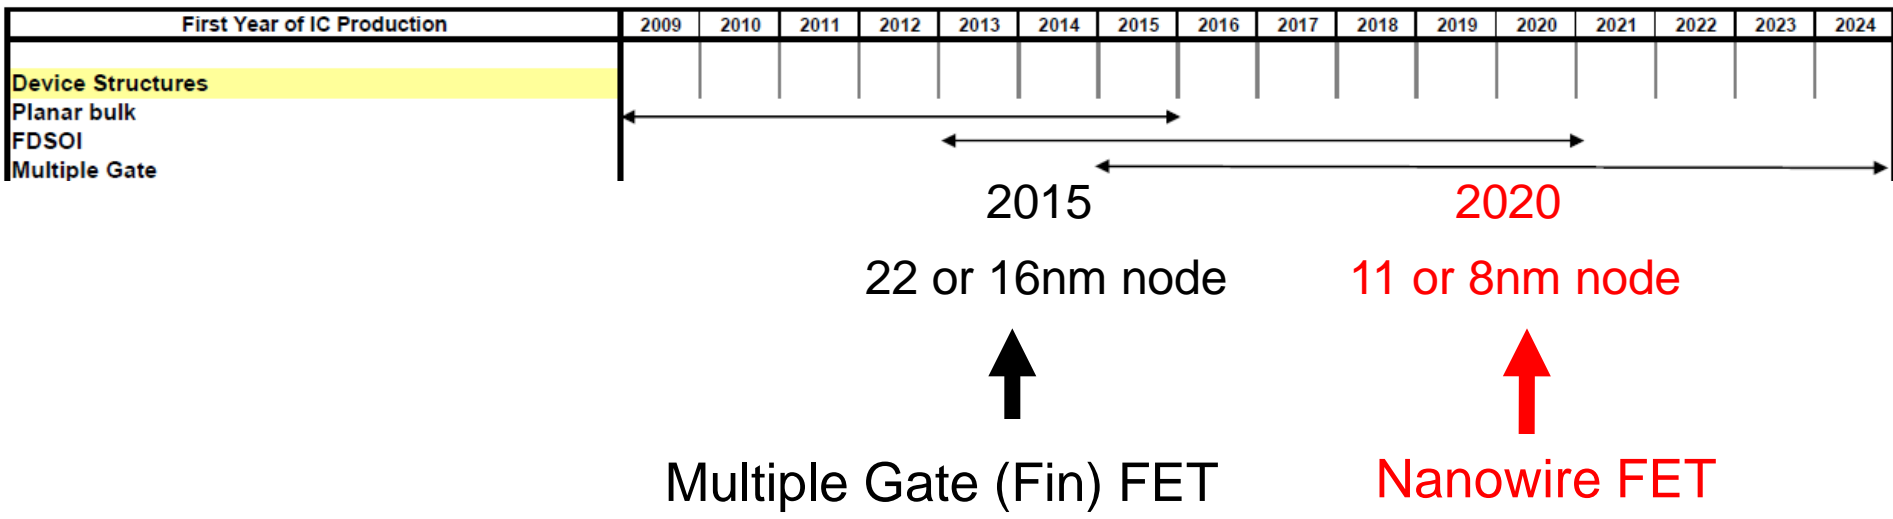 First Year of IC Production 2009 2010 2011 2012 2013 2014 2015 2016 2017 2018 2019 2020 2021 2022 2023 2024
Device Structures
Planar bulk
FDSOI
Multiple Gate
2015 2020
22 or 16nm node 11 or 8nm node
Multiple Gate (Fin) FET Nanowire FET